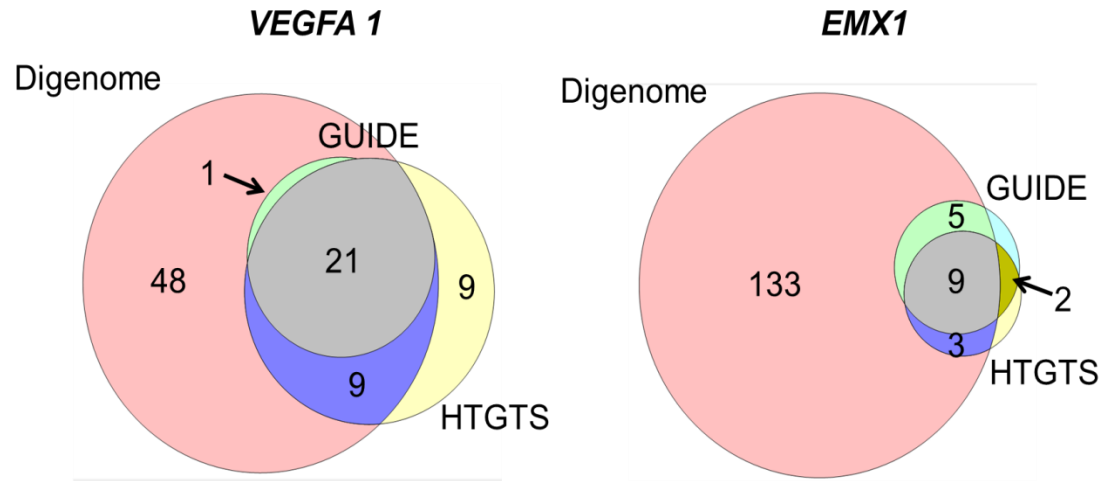 VEGFA 1
Digenome
GUIDE
1
48
21
9
9
HTGTS
EMX1
Digenome
GUIDE
5
133
9
2
3
HTGTS